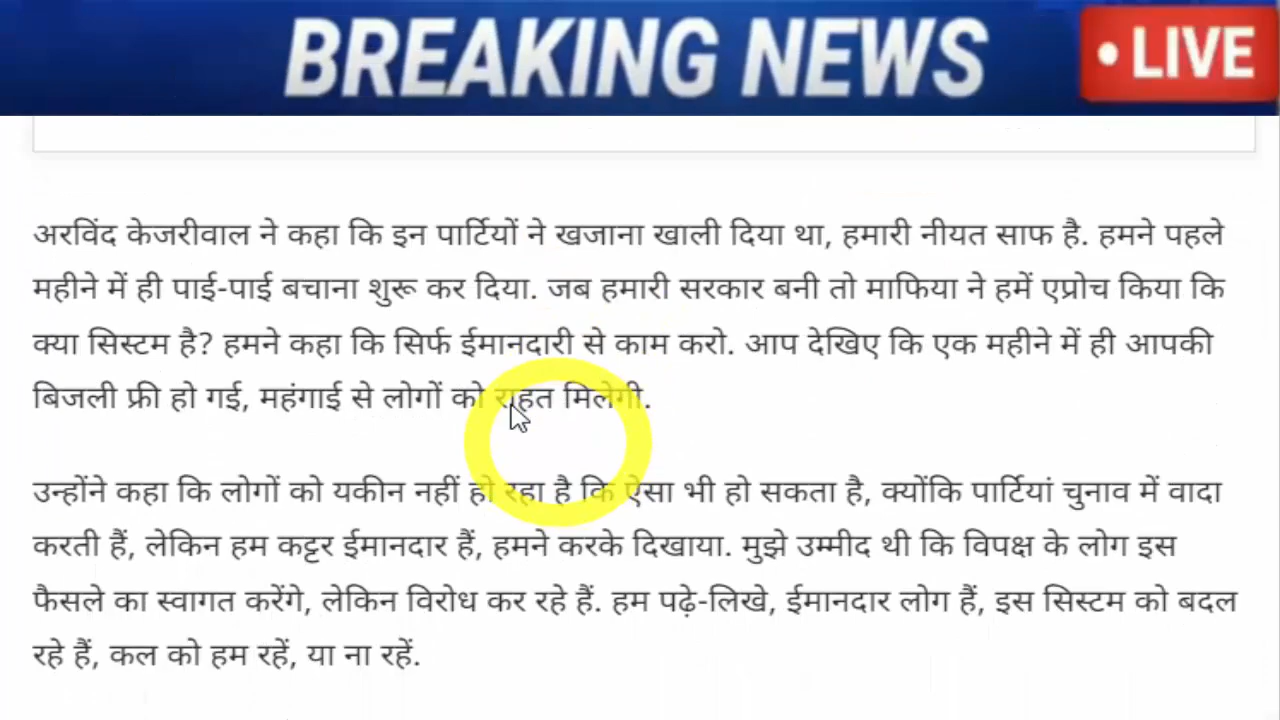 BREAKING NEWS
• LIVE
अरविंद केजरीवाल ने कहा कि इन पार्टियों ने खजाना खाली दिया था, हमारी नीयत साफ है. हमने पहले
महीने में ही पाई-पाई बचाना शुरू कर दिया. जब हमारी सरकार बनी तो माफिया ने हमें एप्रोच किया कि
क्या सिस्टम है? हमने कहा कि सिर्फ ईमानदारी से काम करो. आप देखिए कि एक महीने में ही आपकी
बिजली फ्री हो गई, महंगाई से लोगों को राहत मिलेगी.
उन्होंने कहा कि लोगों को यकीन नहीं हो रहा है कि ऐसा भी हो सकता है, क्योंकि पार्टियां चुनाव में वादा
करती हैं, लेकिन हम कट्टर ईमानदार हैं, हमने करके दिखाया. मुझे उम्मीद थी कि विपक्ष के लोग इस
फैसले का स्वागत करेंगे, लेकिन विरोध कर रहे हैं. हम पढ़े-लिखे, ईमानदार लोग हैं, इस सिस्टम को बदल
रहे हैं, कल को हम रहें, या ना रहें.